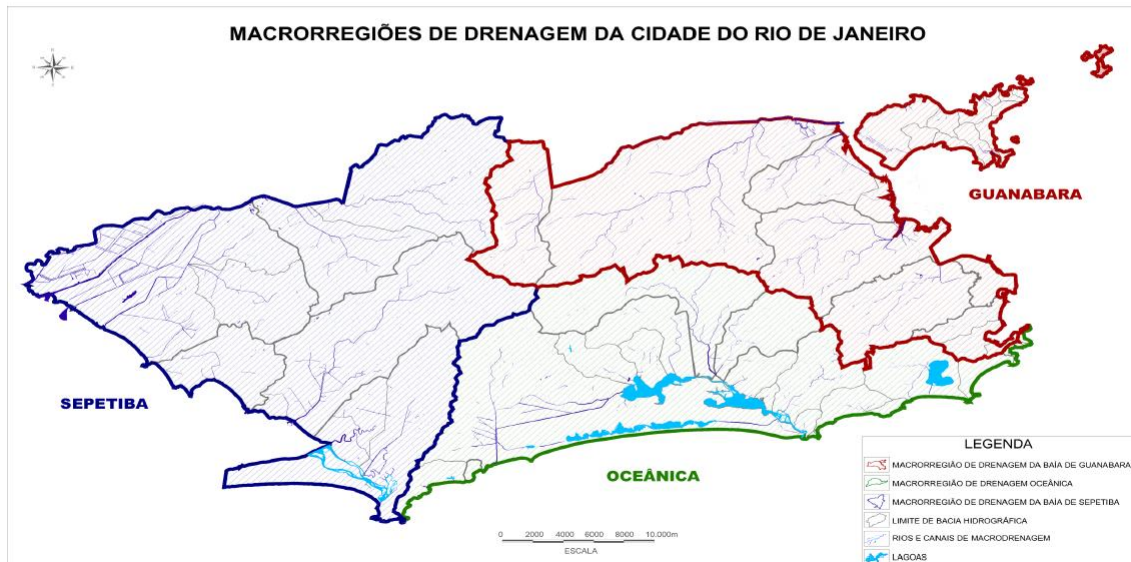 MACRORREGIÕES DE DRENAGEM DA CIDADE DO RIO DE JANEIRO
GUANABARA
SEPETIBA
OCEÂNICA
0 2000 4000 6000 8000 10.000m
ESCALA
LEGENDA
MACRORREGIÃO DE DRENAGEM DA BAÍA DE GUANABARA
MACRORREGIÃO DE DRENAGEM OCEÂNICA
MACRORREGIÃO DE DRENAGEM DA BAÍA DE SEPETIBA
LIMITE DE BACIA HIDROGRÁFICA
RIOS E CANAIS DE MACRODRENAGEM
LAGOAS